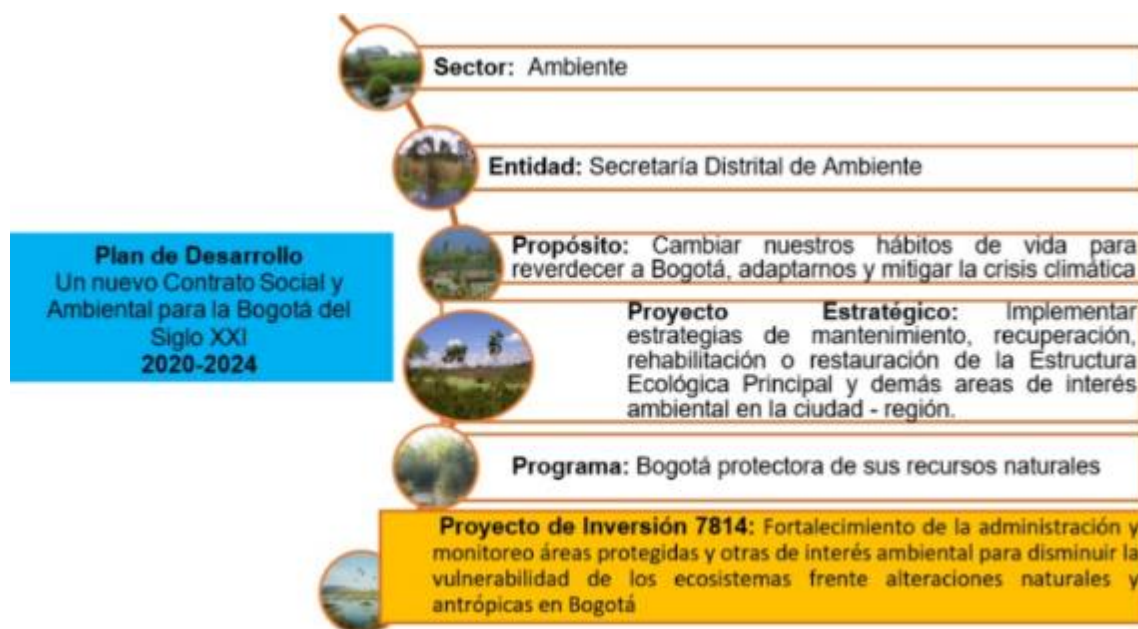 Sector: Ambiente
Entidad: Secretaría Distrital de Ambiente
Plan de Desarrollo
Un nuevo Contrato Social y
Ambiental para la Bogotá del
Siglo XXI
2020-2024
Propósito: Cambiar nuestros hábitos de vida para
reverdecer a Bogotá, adaptarnos y mitigar la crisis climática
Proyecto Estratégico: Implementar
estrategias de mantenimiento, recuperación,
rehabilitación o restauración de la Estructura
Ecológica Principal y demás areas de interés
ambiental en la ciudad - región.
Programa: Bogotá protectora de sus recursos naturales
Proyecto de Inversión 7814: Fortalecimiento de la administración y
monitoreo áreas protegidas y otras de interés ambiental para disminuir la
vulnerabilidad de los ecosistemas frente alteraciones naturales y
antrópicas en Bogotá